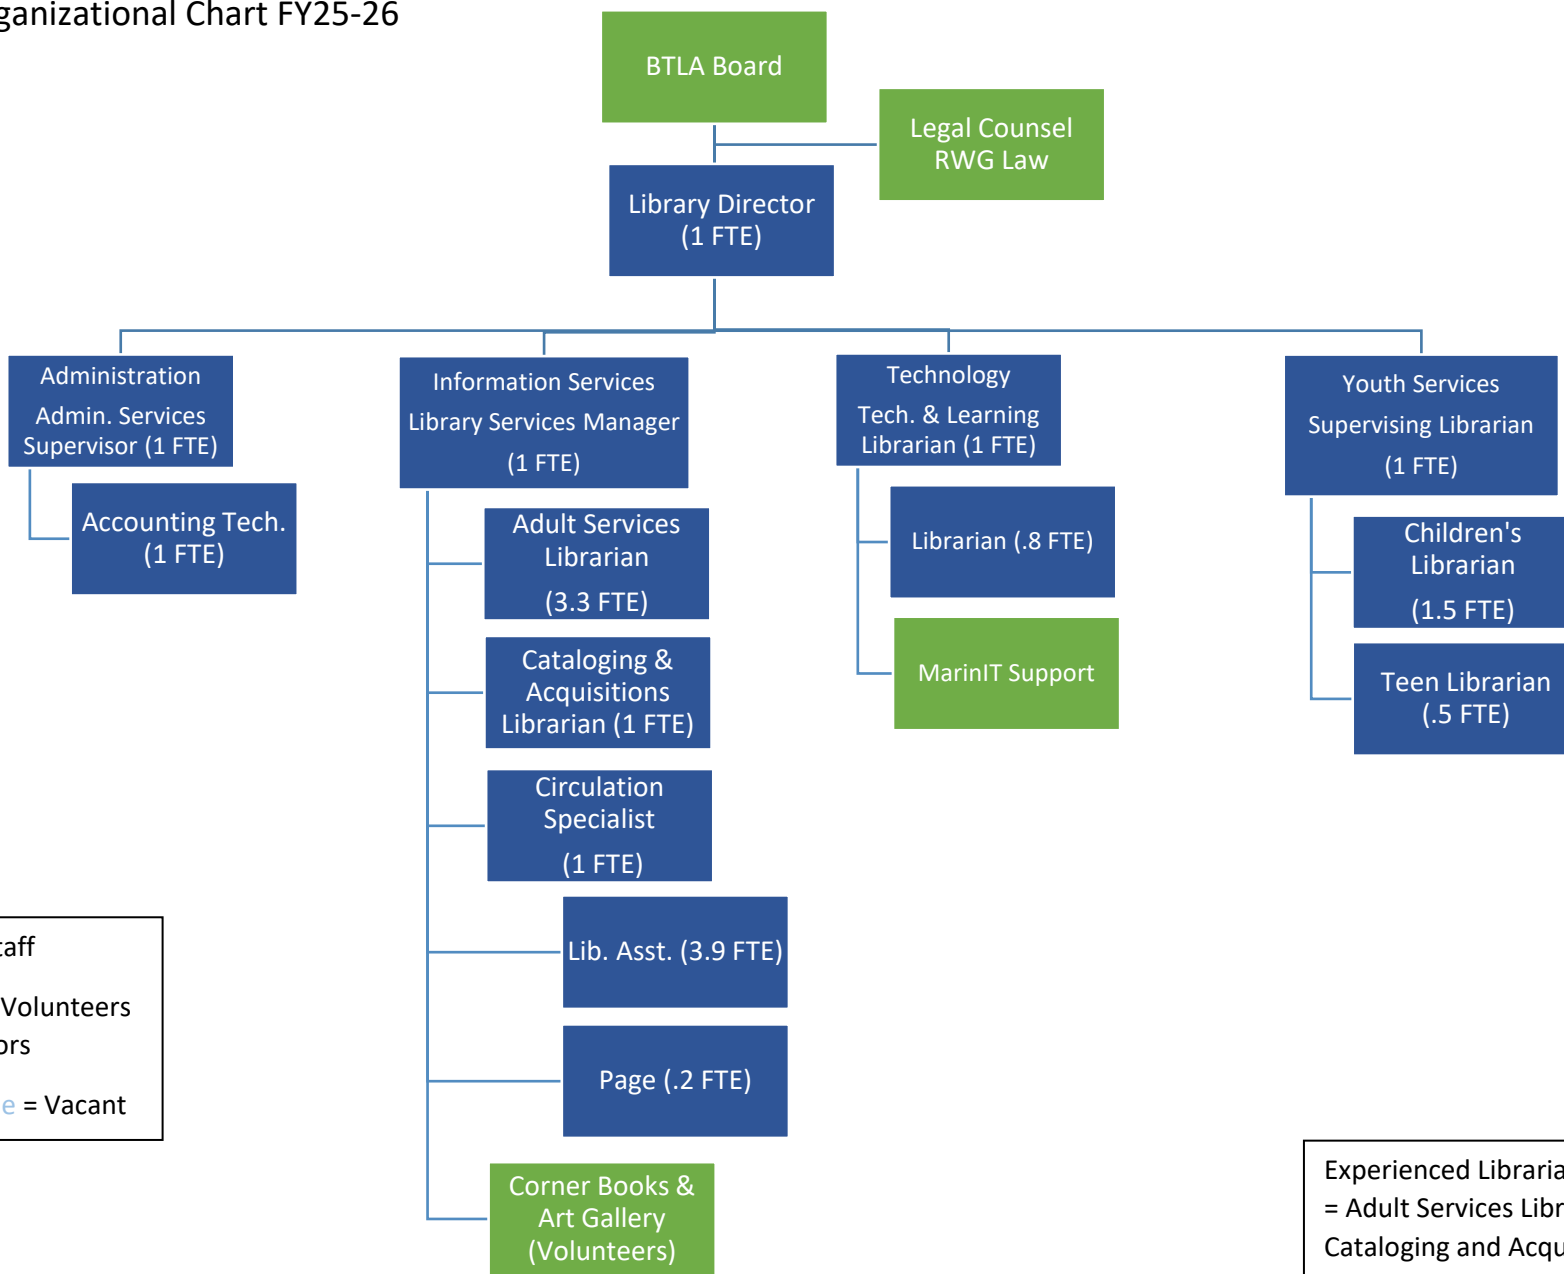 ganizational Chart FY25-26
BTLA Board
Legal Counsel
RWG Law
Library Director
(1 FTE)
Administration
Admin. Services
Supervisor (1 FTE)
Accounting Tech.
(1 FTE)
Information Services
Library Services Manager
(1 FTE)
Adult Services
Librarian
(3.3 FTE)
Cataloging &
Acquisitions
Librarian (1 FTE)
Circulation
Specialist
(1 FTE)
Lib. Asst. (3.9 FTE)
Page (.2 FTE)
Corner Books &
Art Gallery
(Volunteers)
Technology
Tech. & Learning
Librarian (1 FTE)
Librarian (.8 FTE)
MarinIT Support
Youth Services
Supervising Librarian
(1 FTE)
Children's
Librarian
(1.5 FTE)
Teen Librarian
(.5 FTE)
taff
Volunteers
ors
e = Vacant
Experienced Libraria
= Adult Services Libr
Cataloging and Acqu